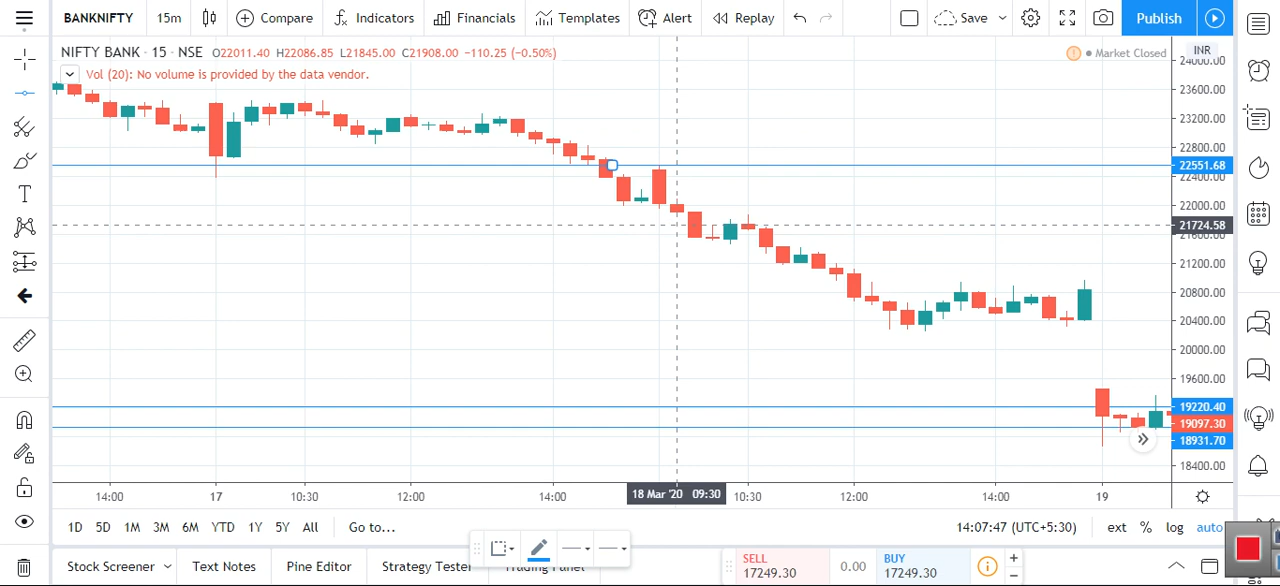 BANKNIFTY 15m Compare Indicators Financials Templates Alert Replay Save Publish
NIFTY BANK · 15 · NSE O22011.40 H22086.85 L21845.00 C21908.00 −110.25 (−0.50%)
Market Closed
INR
Vol (20): No volume is provided by the data vendor.
24000.00
23600.00
23200.00
22800.00
22551.68
22400.00
22000.00
21724.58
21600.00
21200.00
20800.00
20400.00
20000.00
19600.00
19220.40
19097.30
18931.70
18400.00
14:00 17 10:30 12:00 14:00 18 Mar '20 09:30 10:30 12:00 14:00 19
1D 5D 1M 3M 6M YTD 1Y 5Y All Go to... 14:07:47 (UTC+5:30) ext % log auto
Stock Screener Text Notes Pine Editor Strategy Tester Trading Panel
SELL
17249.30
0.00
BUY
17249.30